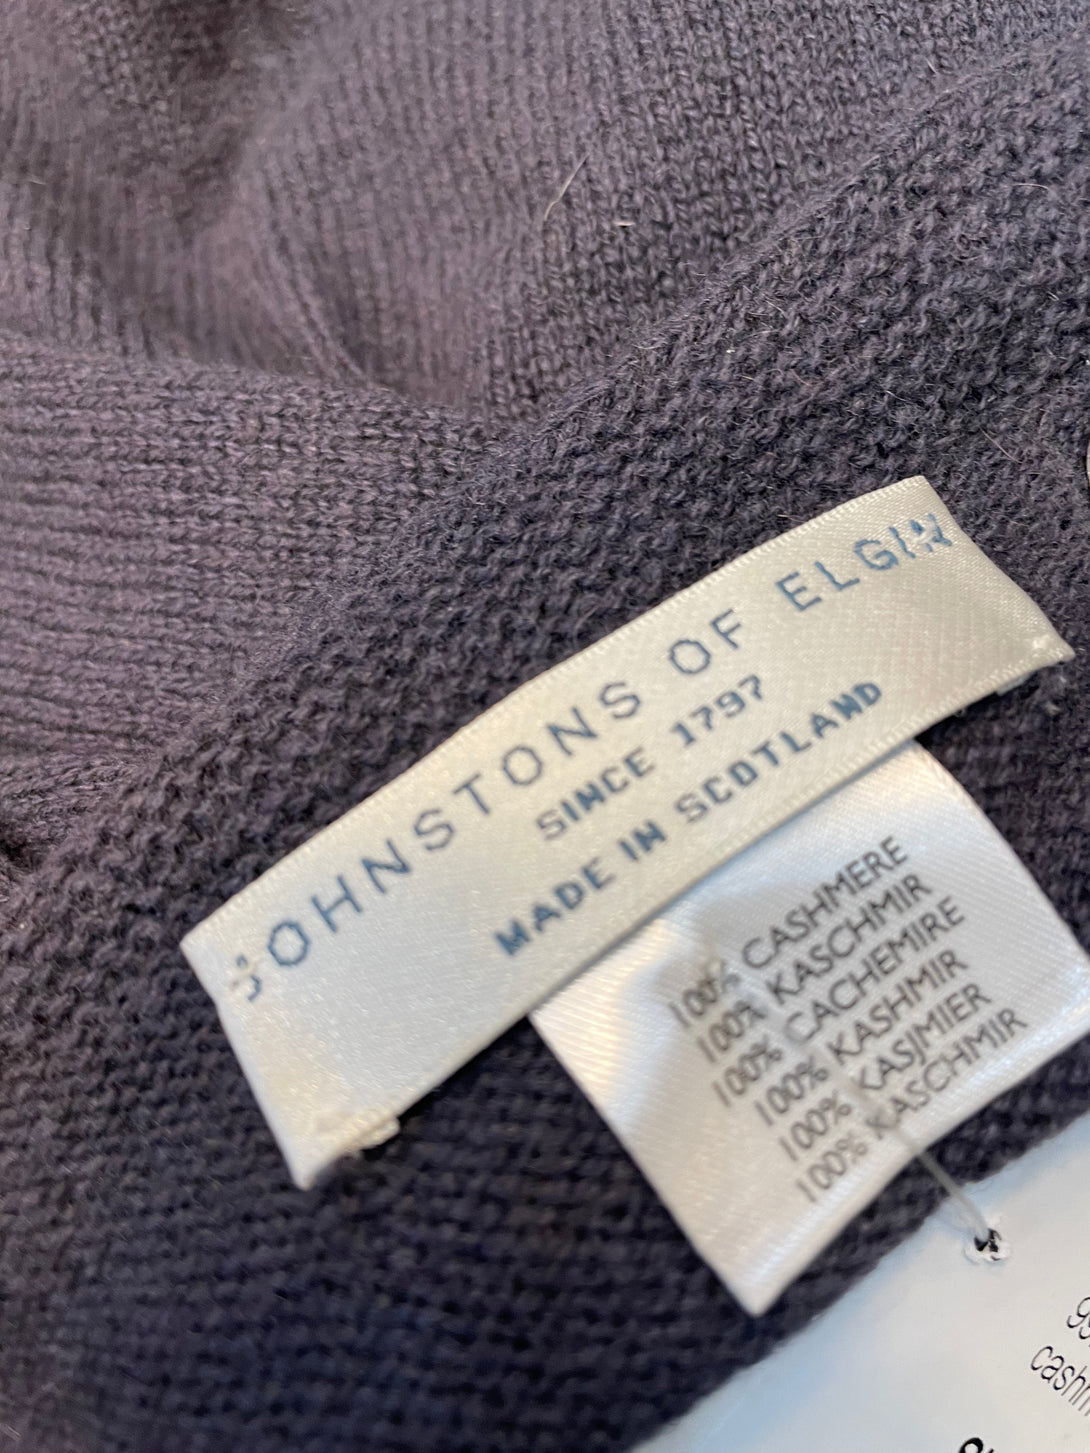 JOHNSTONS OF ELGIN
SINCE 1797
MADE IN SCOTLAND
100% CASHMERE
100% KASCHMIR
100% CACHEMIRE
100% KASHMIR
100% KASJMIER
100% KASCHMIR